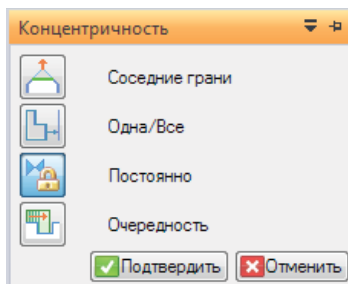 Концентричность
Соседние грани
Одна/Все
Постоянно
Очередность
Подтвердить Отменить